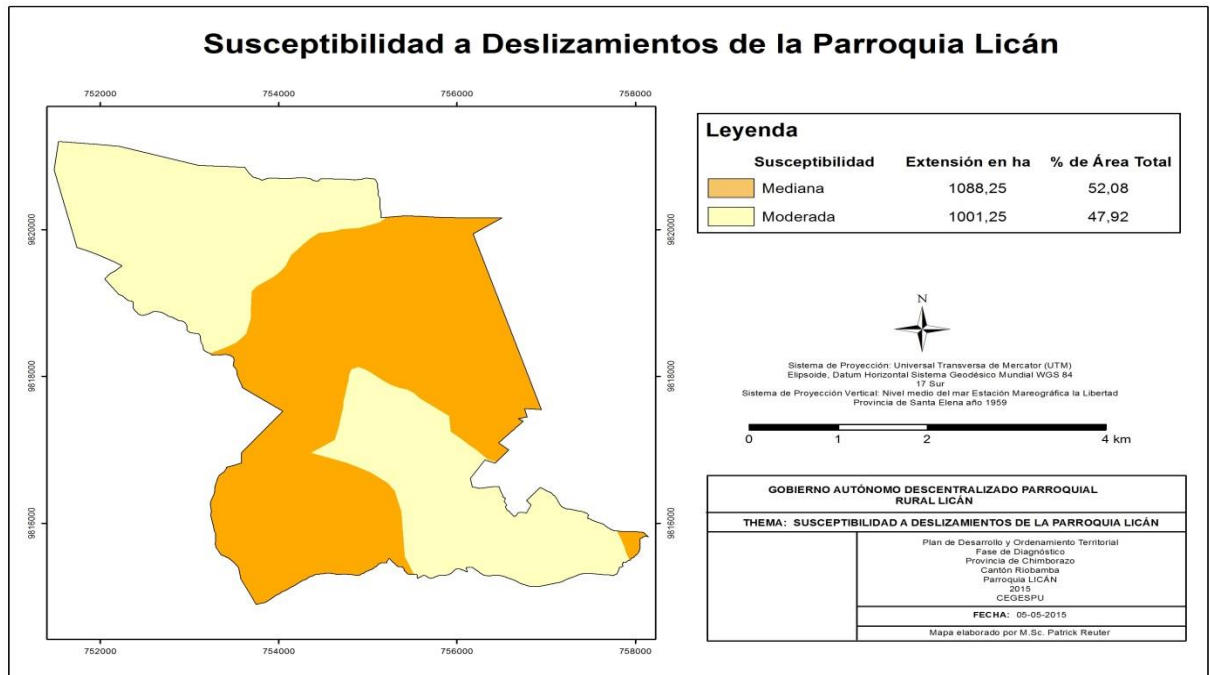 Susceptibilidad a Deslizamientos de la Parroquia Licán
752000 754000 756000 758000
9820000 9820000
9818000 9818000
9816000 9816000
752000 754000 756000 758000
Leyenda
Susceptibilidad Extensión en ha % de Área Total
Mediana 1088,25 52,08
Moderada 1001,25 47,92
N
Sistema de Proyección: Universal Transversa de Mercator (UTM)
Elipsoide, Datum Horizontal Sistema Geodésico Mundial WGS 84
17 Sur
Sistema de Proyección Vertical: Nivel medio del mar Estación Mareográfica la Libertad
Provincia de Santa Elena año 1959
0 1 2 4 km
GOBIERNO AUTÓNOMO DESCENTRALIZADO PARROQUIAL
RURAL LICÁN
THEMA: SUSCEPTIBILIDAD A DESLIZAMIENTOS DE LA PARROQUIA LICÁN
Plan de Desarrollo y Ordenamiento Territorial
Fase de Diagnóstico
Provincia de Chimborazo
Cantón Riobamba
Parroquia LICÁN
2015
CEGESPU
FECHA: 05-05-2015
Mapa elaborado por M.Sc. Patrick Reuter